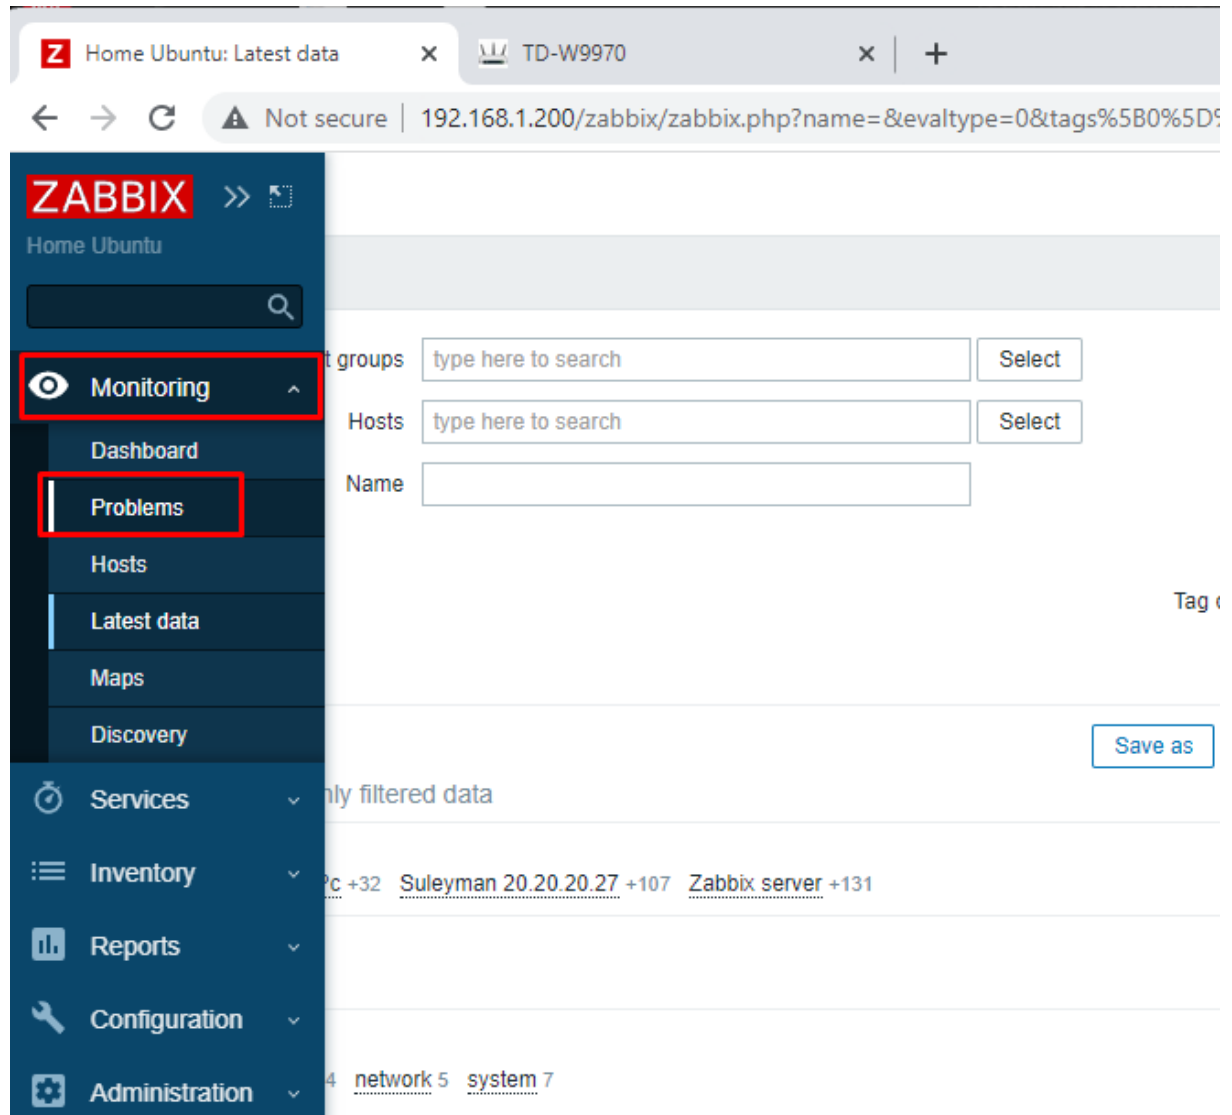 Z Home Ubuntu: Latest data TD-W9970
Not secure 192.168.1.200/zabbix/zabbix.php?name=&evaltype=0&tags%5B0%5D%
ZABBIX
Home Ubuntu
t groups type here to search Select
Monitoring
Hosts type here to search Select
Dashboard
Name
Problems
Hosts
Latest data
Tag
Maps
Discovery
Save as
Services
nly filtered data
Inventory
Pc +32 Suleyman 20.20.20.27 +107 Zabbix server +131
Reports
Configuration
Administration
4 network 5 system 7